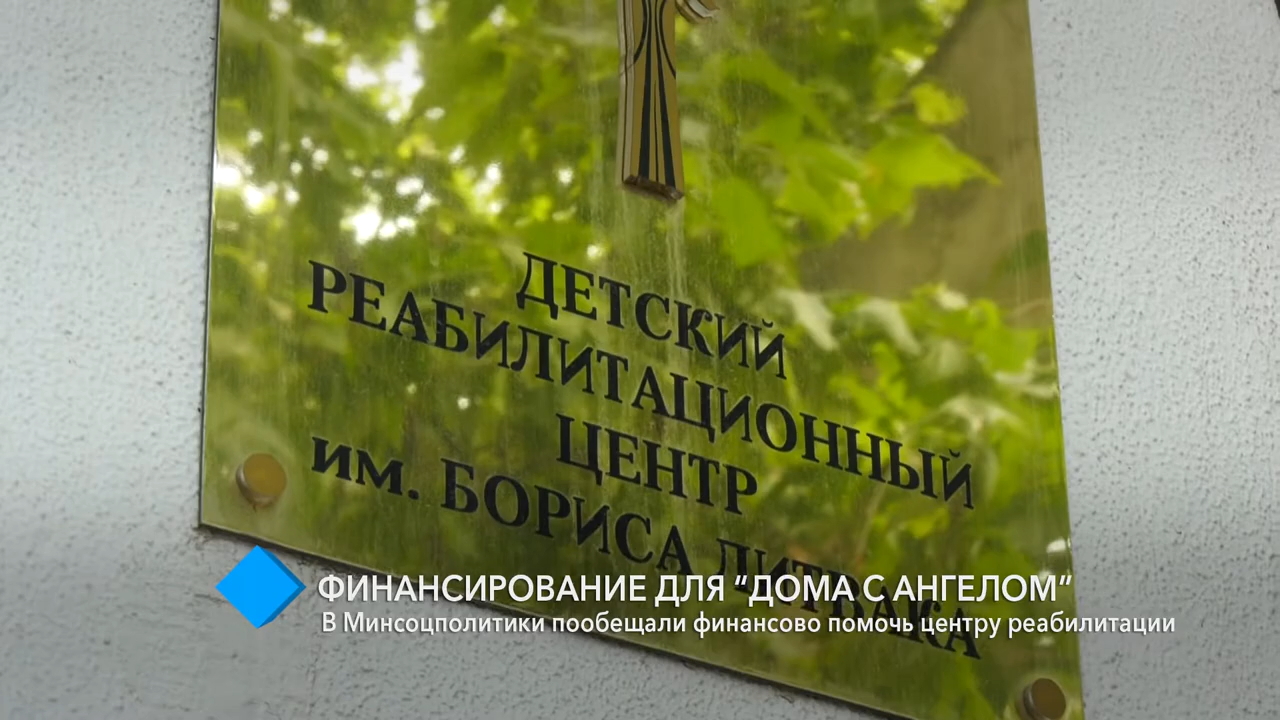 ДЕТСКИЙ
РЕАБИЛИТАЦИОННЫЙ
ЦЕНТР
им. БОРИСА ЛИТВАКА
ФИНАНСИРОВАНИЕ ДЛЯ “ДОМА С АНГЕЛОМ“
В Минсоцполитики пообещали финансово помочь центру реабилитации